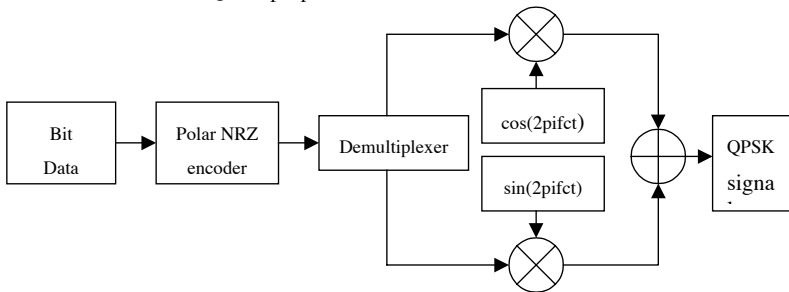 Bit
Data
Polar NRZ
encoder
Demultiplexer
cos(2pifct)
sin(2pifct)
QPSK
signa